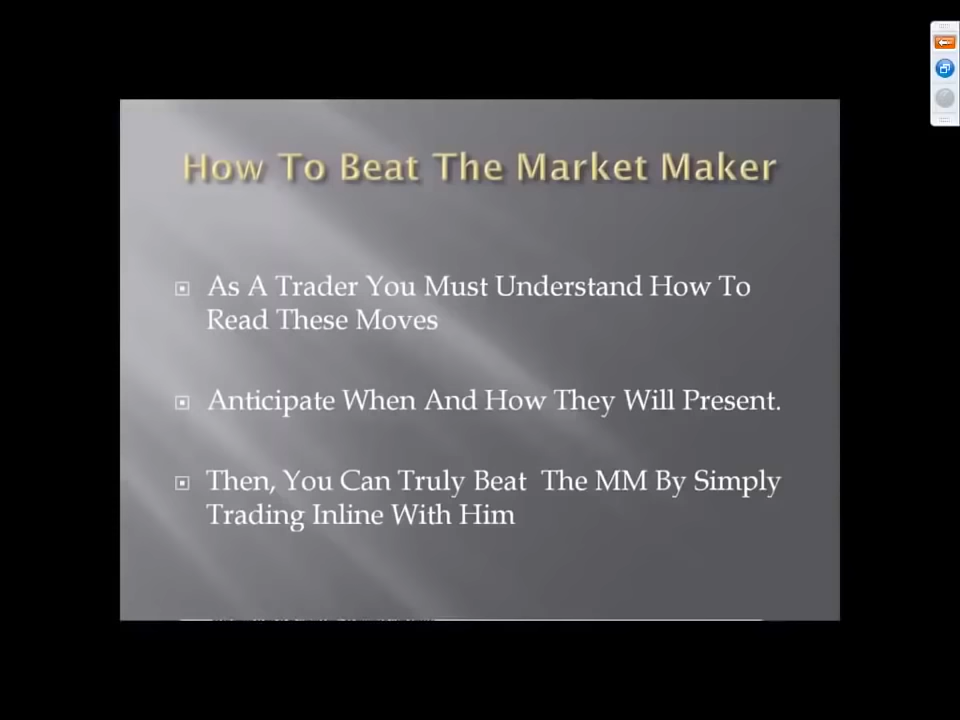 How To Beat The Market Maker
As A Trader You Must Understand How To
Read These Moves
Anticipate When And How They Will Present.
Then, You Can Truly Beat  The MM By Simply
Trading Inline With Him